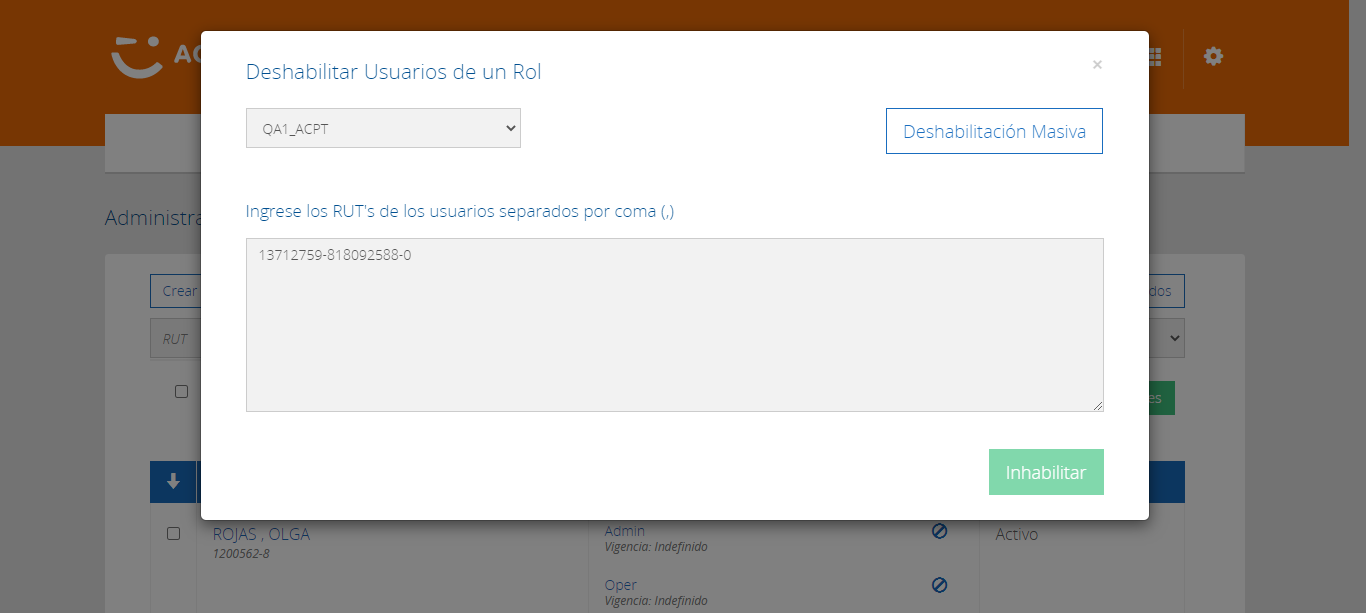 AC
Deshabilitar Usuarios de un Rol
×
QA1_ACPT
Deshabilitación Masiva
Administra
Ingrese los RUT's de los usuarios separados por coma (,)
13712759-818092588-0
Crear
dos
RUT
es
Inhabilitar
ROJAS , OLGA
1200562-8
Admin
Vigencia: Indefinido
Activo
Oper
Vigencia: Indefinido